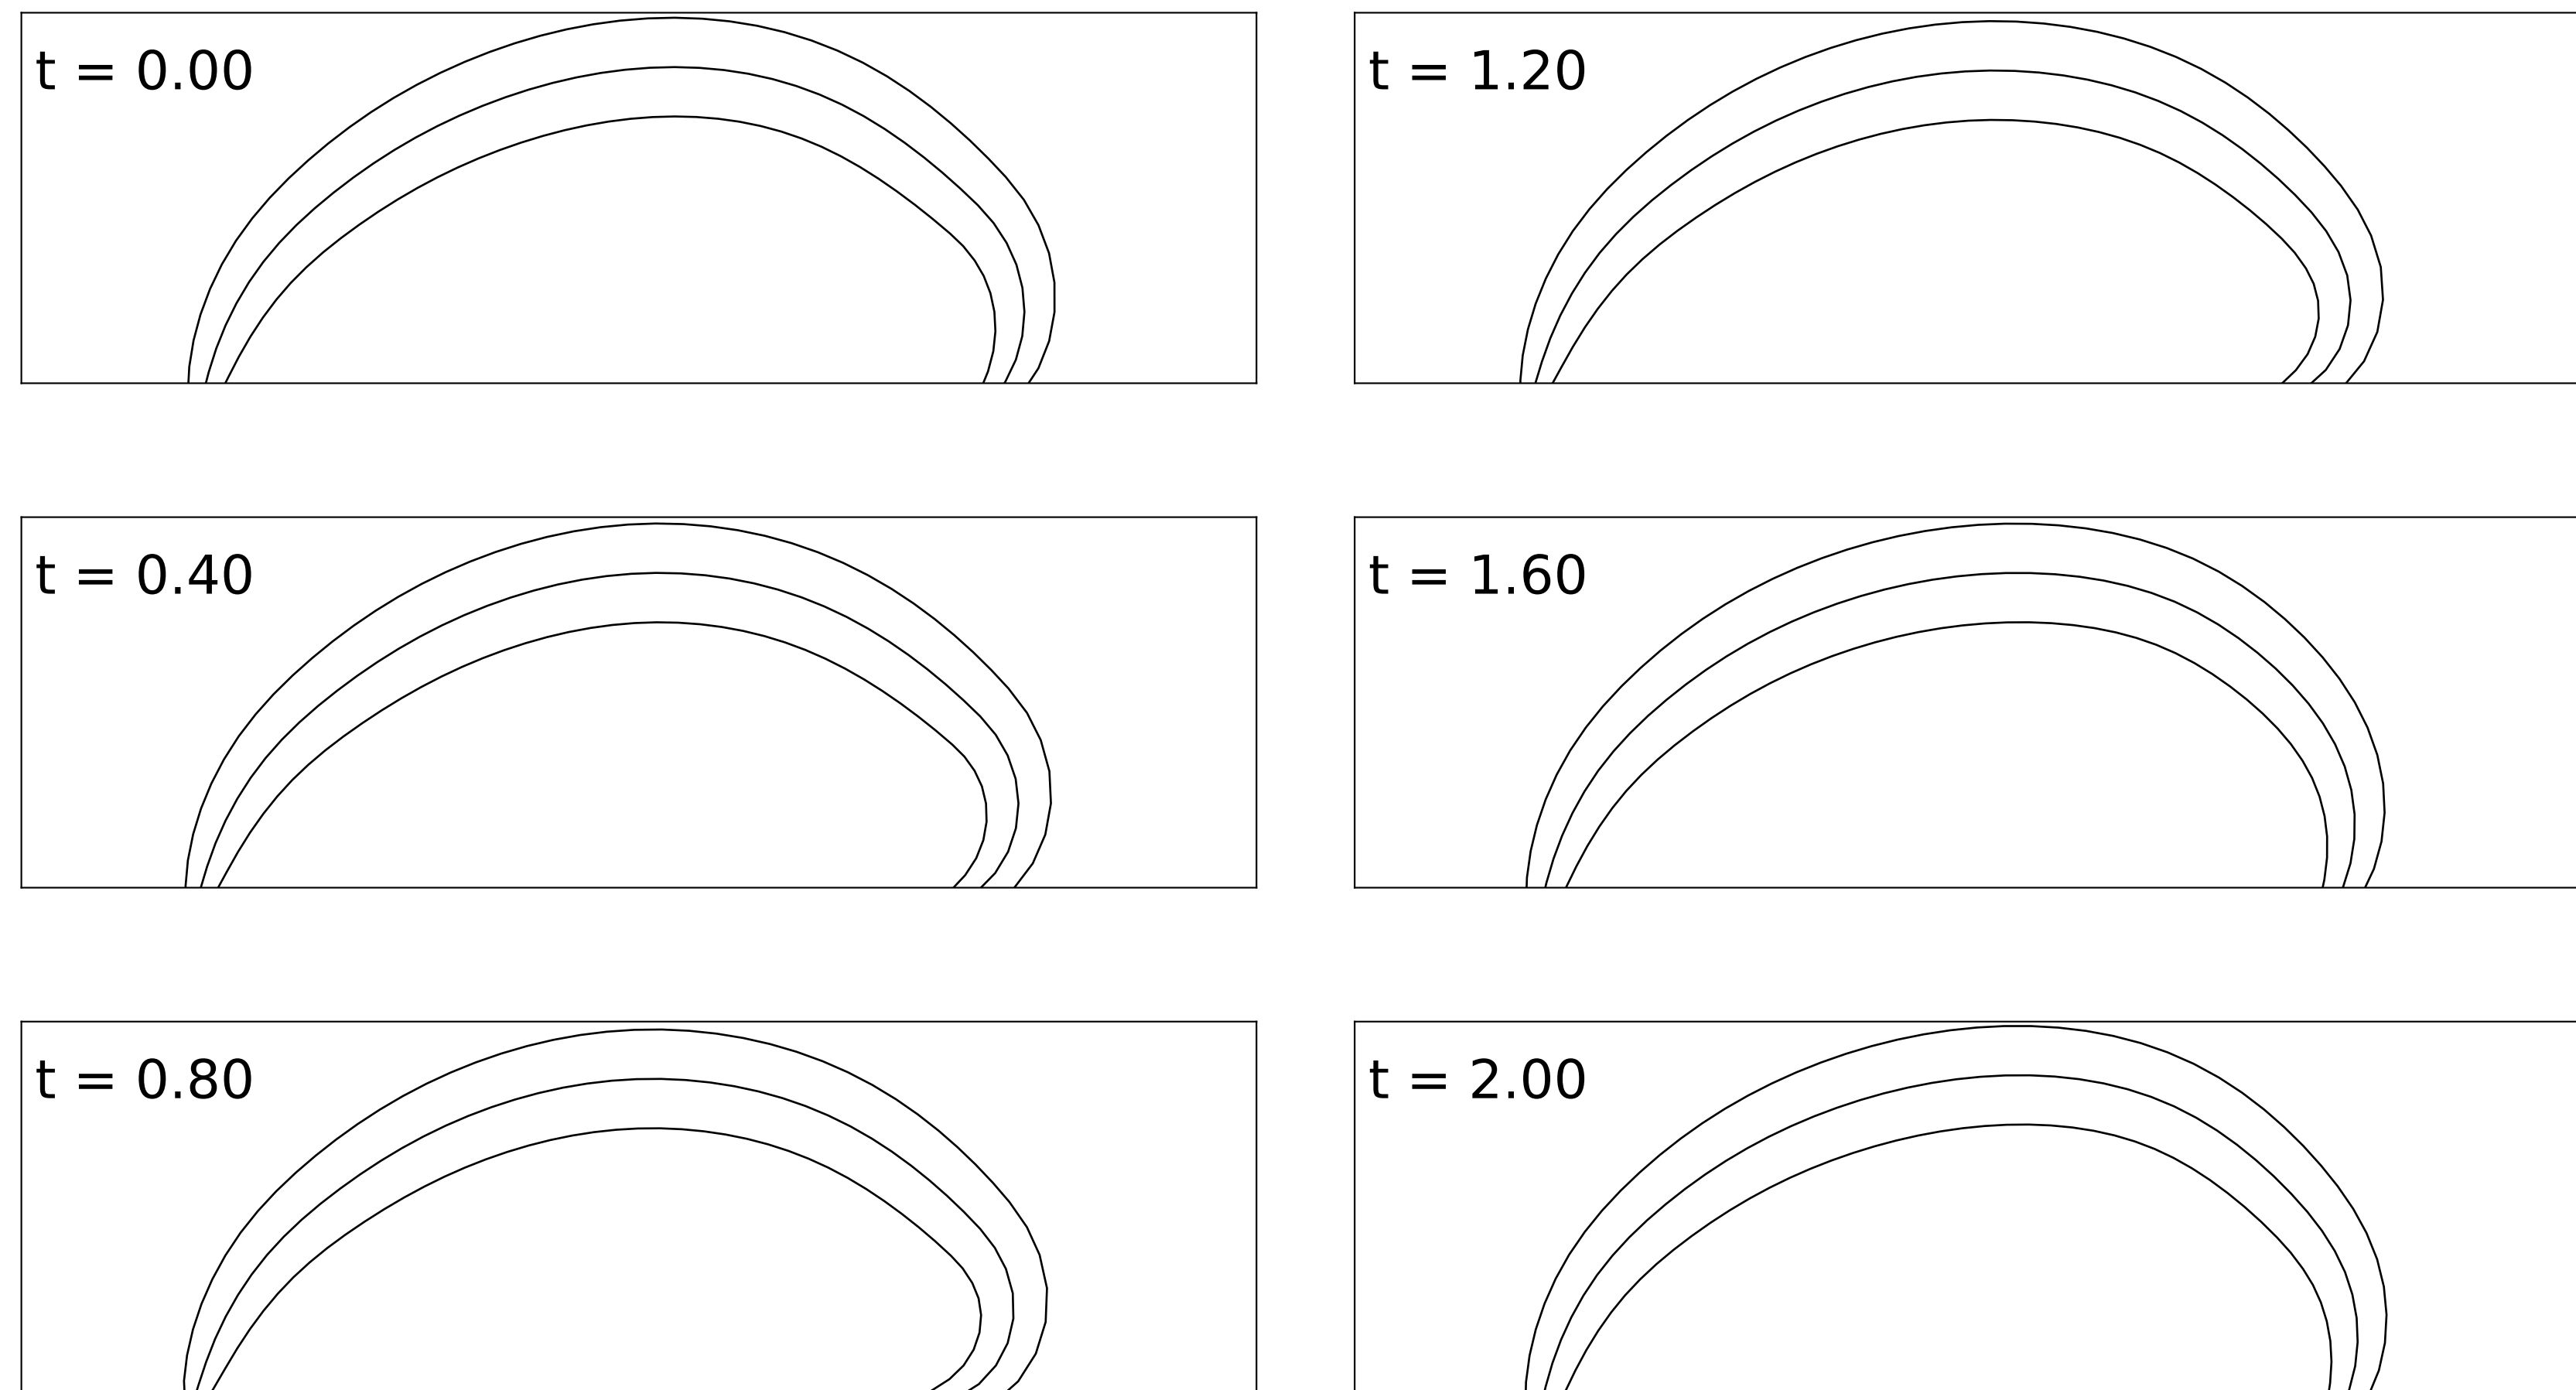 t = 0.00
t = 1.20
t = 0.40
t = 1.60
t = 0.80
t = 2.00